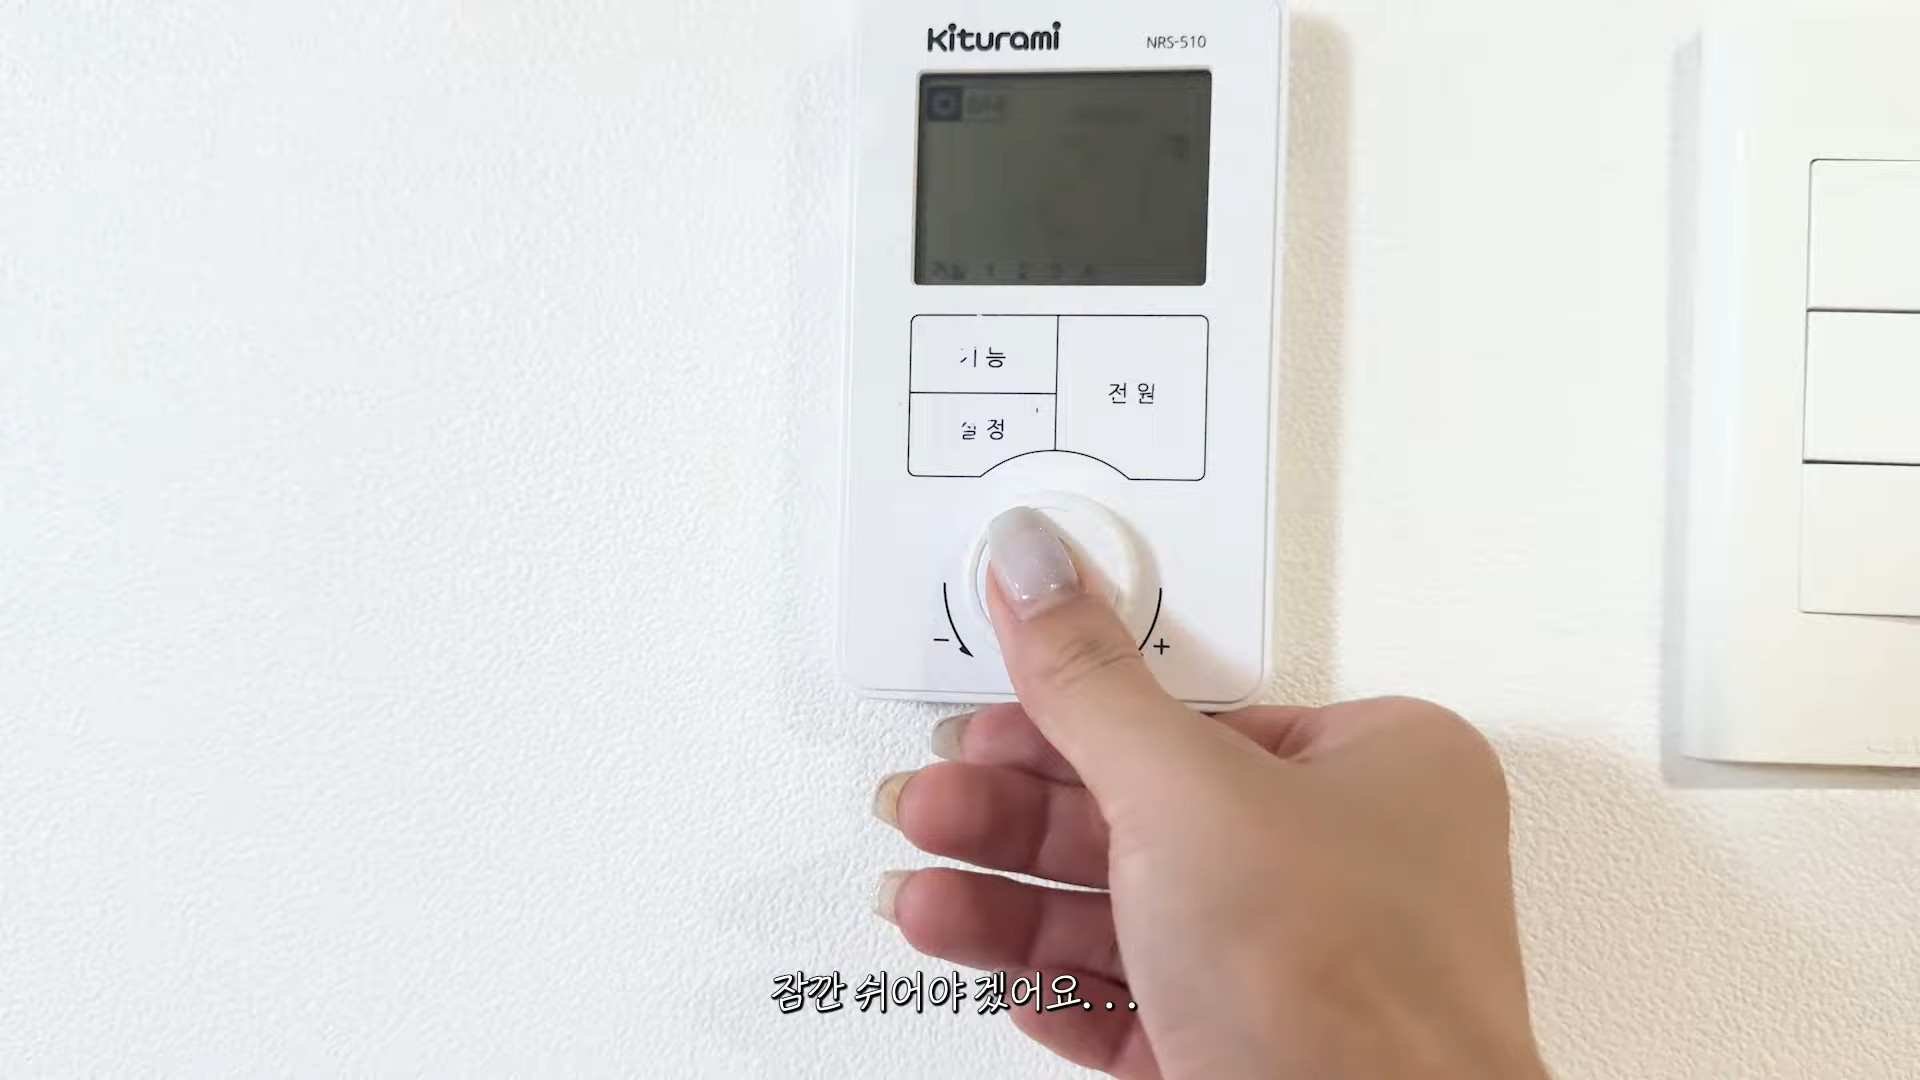 Kiturami
NRS-510
기능
전원
설정
-
+
잠깐 쉬어야 겠어요...